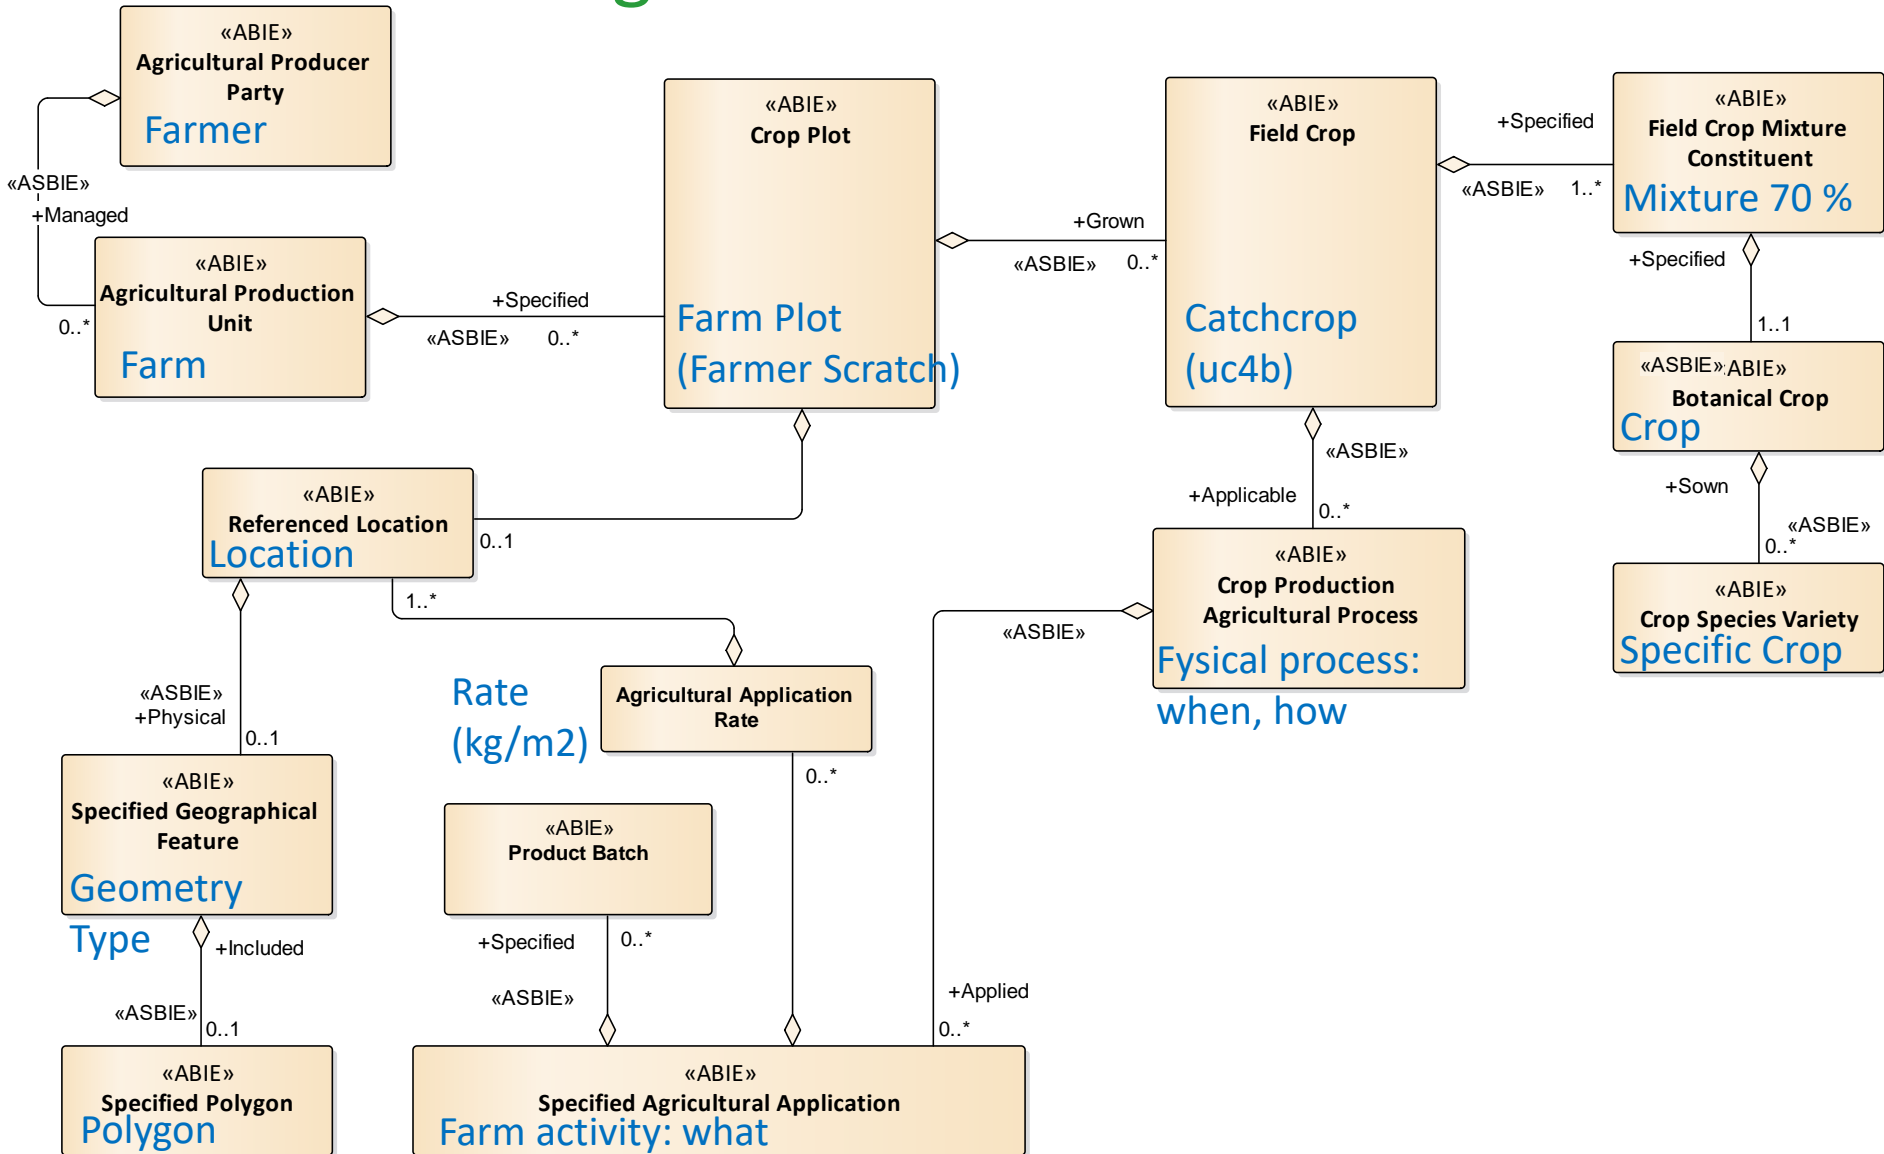 g
«ABIE»
Agricultural Producer
Party
Farmer
«ASBIE»
+Managed
0..*
«ABIE»
Agricultural Production
Unit
Farm
+Specified
«ASBIE» 0..*
«ABIE»
Crop Plot
Farm Plot
(Farmer Scratch)
+Grown
«ASBIE» 0..*
«ABIE»
Field Crop
Catchcrop
(uc4b)
+Specified
«ASBIE» 1..*
«ABIE»
Field Crop Mixture
Constituent
Mixture 70 %
+Specified
1..1
«ASBIE»
«ABIE»
Botanical Crop
Crop
+Sown
«ASBIE»
0..*
«ABIE»
Crop Species Variety
Specific Crop
«ASBIE»
+Applicable
0..*
«ABIE»
Crop Production
Agricultural Process
Fysical process:
when, how
«ASBIE»
+Applied
0..*
«ABIE»
Referenced Location
Location
0..1
1..*
«ASBIE»
+Physical
0..1
Rate
(kg/m2)
Agricultural Application
Rate
0..*
«ABIE»
Specified Geographical
Feature
Geometry
Type
+Included
«ASBIE»
0..1
«ABIE»
Product Batch
+Specified
0..*
«ASBIE»
«ABIE»
Specified Polygon
Polygon
«ABIE»
Specified Agricultural Application
Farm activity: what